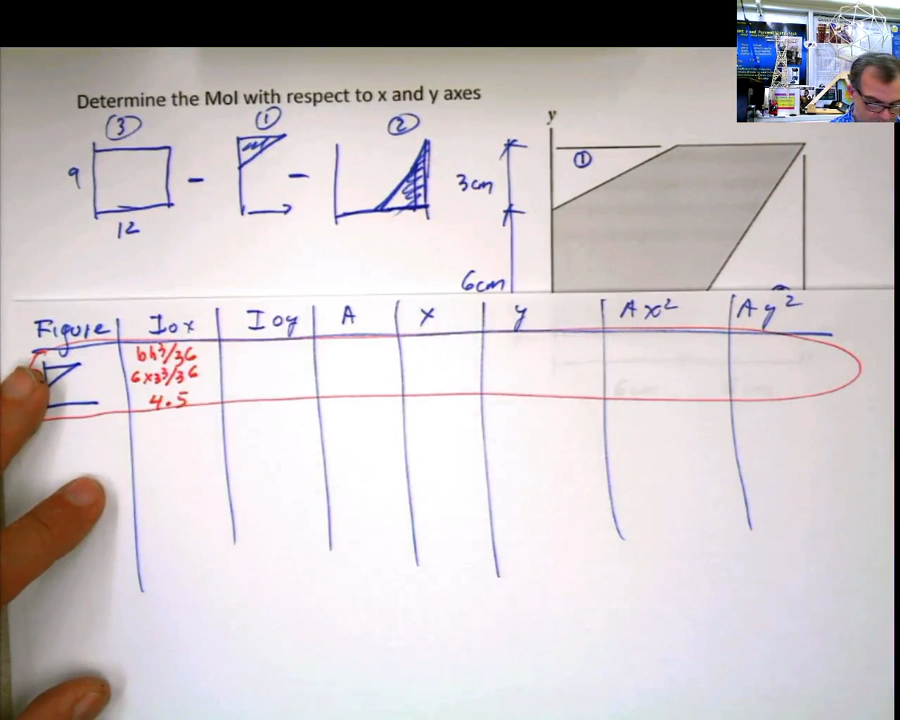 Determine the MoI with respect to x and y axes
③ ① ②
9 - -
12
y
①
3cm
6cm
Figure Iox Ioy A x y Ax² Ay²
bh³/36
6×3³/36
4.5